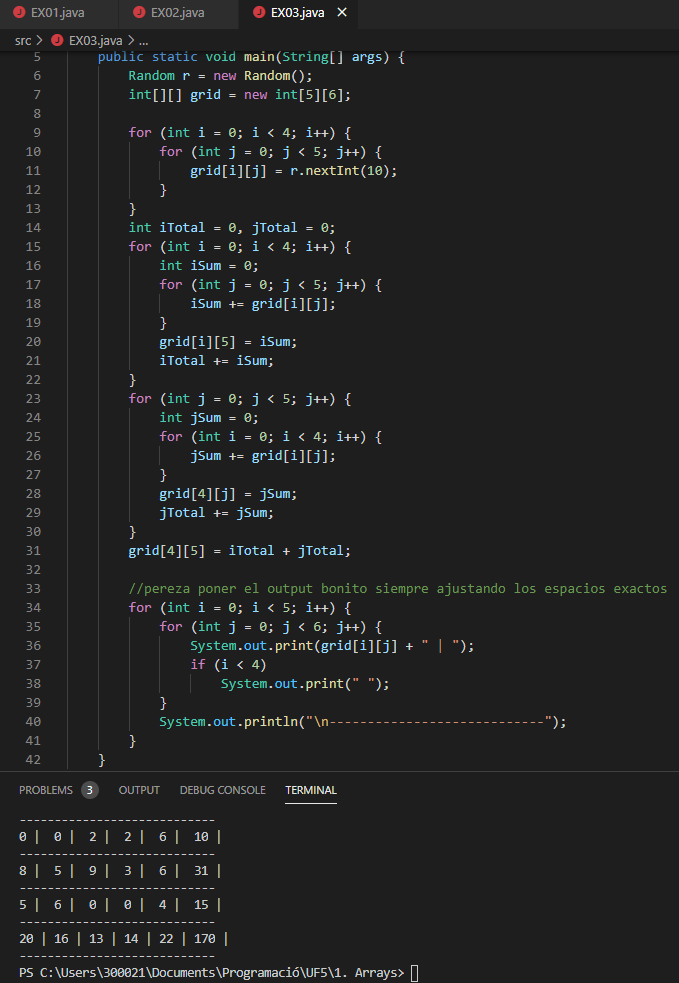 EX01.java EX02.java EX03.java
src > EX03.java > ...
5 public static void main(String[] args) {
6 Random r = new Random();
7 int[][] grid = new int[5][6];
8
9 for (int i = 0; i < 4; i++) {
10 for (int j = 0; j < 5; j++) {
11 grid[i][j] = r.nextInt(10);
12 }
13 }
14 int iTotal = 0, jTotal = 0;
15 for (int i = 0; i < 4; i++) {
16 int iSum = 0;
17 for (int j = 0; j < 5; j++) {
18 iSum += grid[i][j];
19 }
20 grid[i][5] = iSum;
21 iTotal += iSum;
22 }
23 for (int j = 0; j < 5; j++) {
24 int jSum = 0;
25 for (int i = 0; i < 4; i++) {
26 jSum += grid[i][j];
27 }
28 grid[4][j] = jSum;
29 jTotal += jSum;
30 }
31 grid[4][5] = iTotal + jTotal;
32
33 //pereza poner el output bonito siempre ajustando los espacios exactos
34 for (int i = 0; i < 5; i++) {
35 for (int j = 0; j < 6; j++) {
36 System.out.print(grid[i][j] + " | ");
37 if (i < 4)
38 System.out.print(" ");
39 }
40 System.out.println("\n----------------------------");
41 }
42 }
PROBLEMS 3 OUTPUT DEBUG CONSOLE TERMINAL
----------------------------
0 | 0 | 2 | 2 | 6 | 10 |
----------------------------
8 | 5 | 9 | 3 | 6 | 31 |
----------------------------
5 | 6 | 0 | 0 | 4 | 15 |
----------------------------
20 | 16 | 13 | 14 | 22 | 170 |
----------------------------
PS C:\Users\300021\Documents\Programació\UF5\1. Arrays>